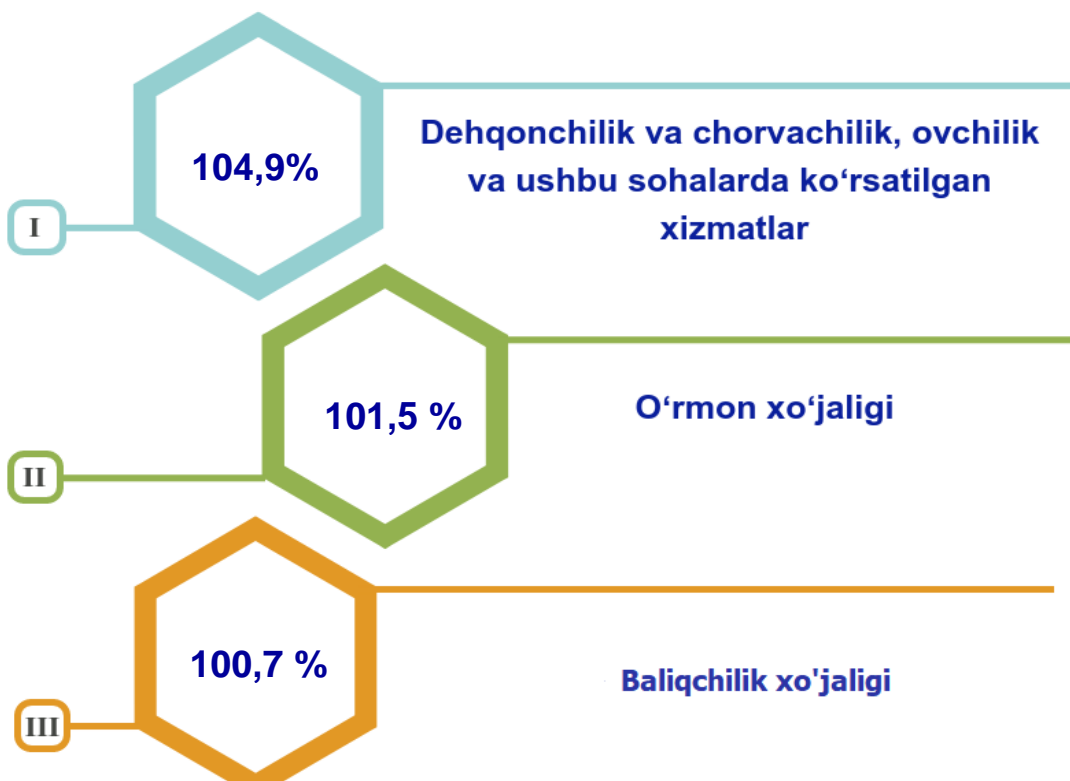 104,9%
Dehqonchilik va chorvachilik, ovchilik
va ushbu sohalarda ko‘rsatilgan
xizmatlar
I
101,5 %
O‘rmon xo‘jaligi
II
100,7 %
Baliqchilik xo'jaligi
III